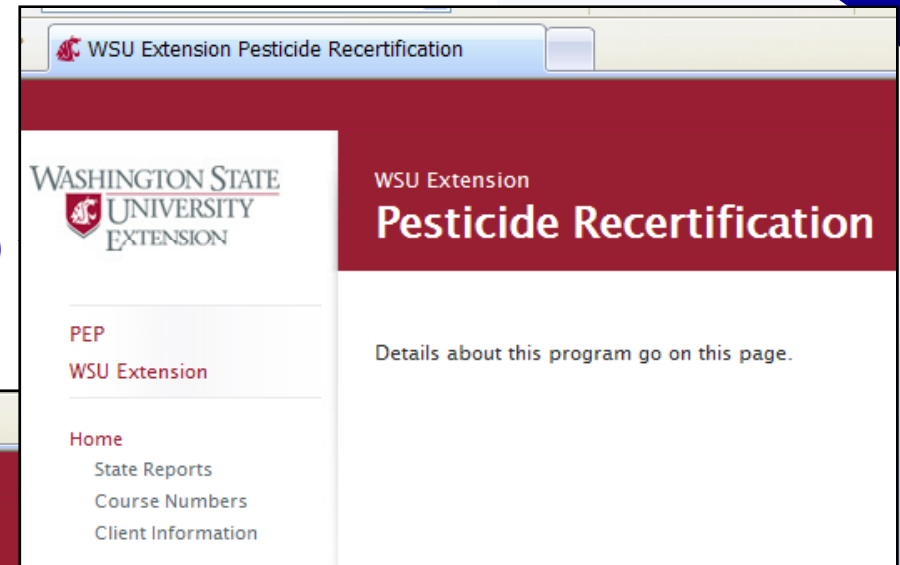 WSU Extension Pesticide Recertification
WASHINGTON STATE
UNIVERSITY
EXTENSION
WSU Extension
Pesticide Recertification
PEP
WSU Extension
Details about this program go on this page.
Home
State Reports
Course Numbers
Client Information